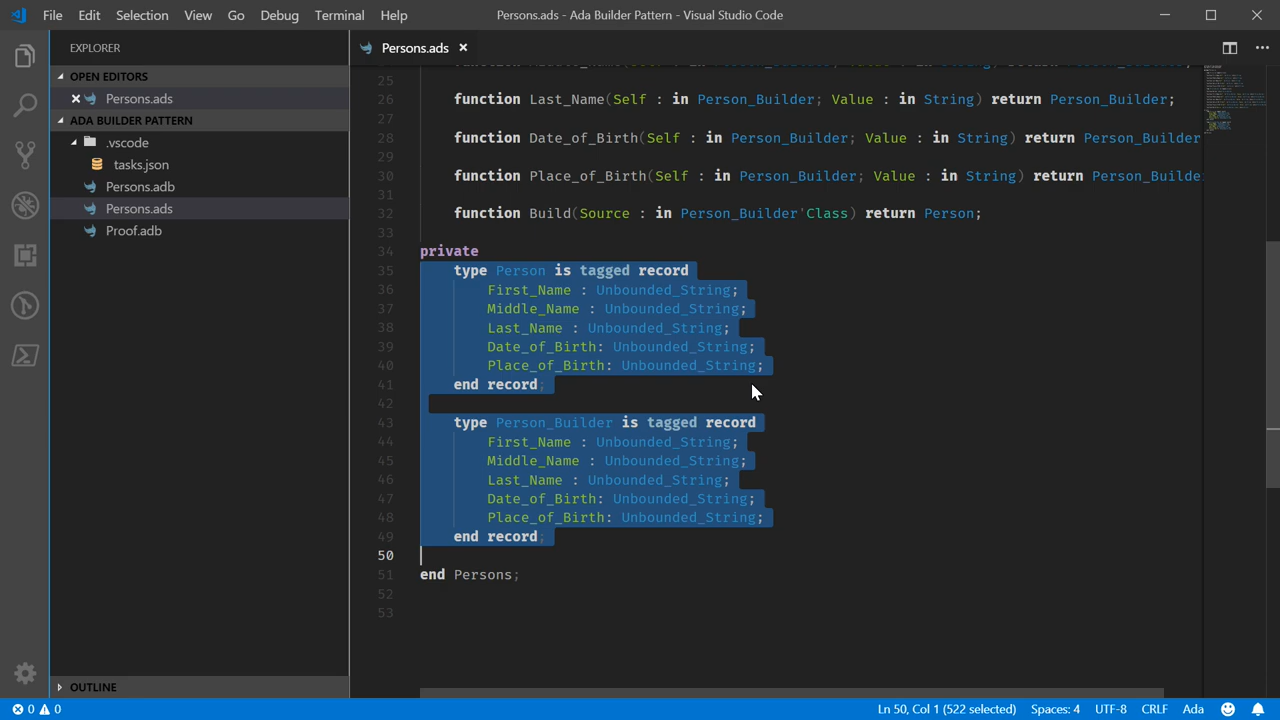 File Edit Selection View Go Debug Terminal Help
Persons.ads - Ada Builder Pattern - Visual Studio Code
EXPLORER
OPEN EDITORS
Persons.ads
ADA BUILDER PATTERN
.vscode
tasks.json
Persons.adb
Persons.ads
Proof.adb
OUTLINE
Persons.ads
25
26 function Last_Name(Self : in Person_Builder; Value : in String) return Person_Builder;
27
28 function Date_of_Birth(Self : in Person_Builder; Value : in String) return Person_Builder
29
30 function Place_of_Birth(Self : in Person_Builder; Value : in String) return Person_Builde
31
32 function Build(Source : in Person_Builder'Class) return Person;
33
34 private
35 type Person is tagged record
36 First_Name : Unbounded_String;
37 Middle_Name : Unbounded_String;
38 Last_Name : Unbounded_String;
39 Date_of_Birth: Unbounded_String;
40 Place_of_Birth: Unbounded_String;
41 end record;
42
43 type Person_Builder is tagged record
44 First_Name : Unbounded_String;
45 Middle_Name : Unbounded_String;
46 Last_Name : Unbounded_String;
47 Date_of_Birth: Unbounded_String;
48 Place_of_Birth: Unbounded_String;
49 end record;
50
51 end Persons;
52
53
0 0 Ln 50, Col 1 (522 selected) Spaces: 4 UTF-8 CRLF Ada